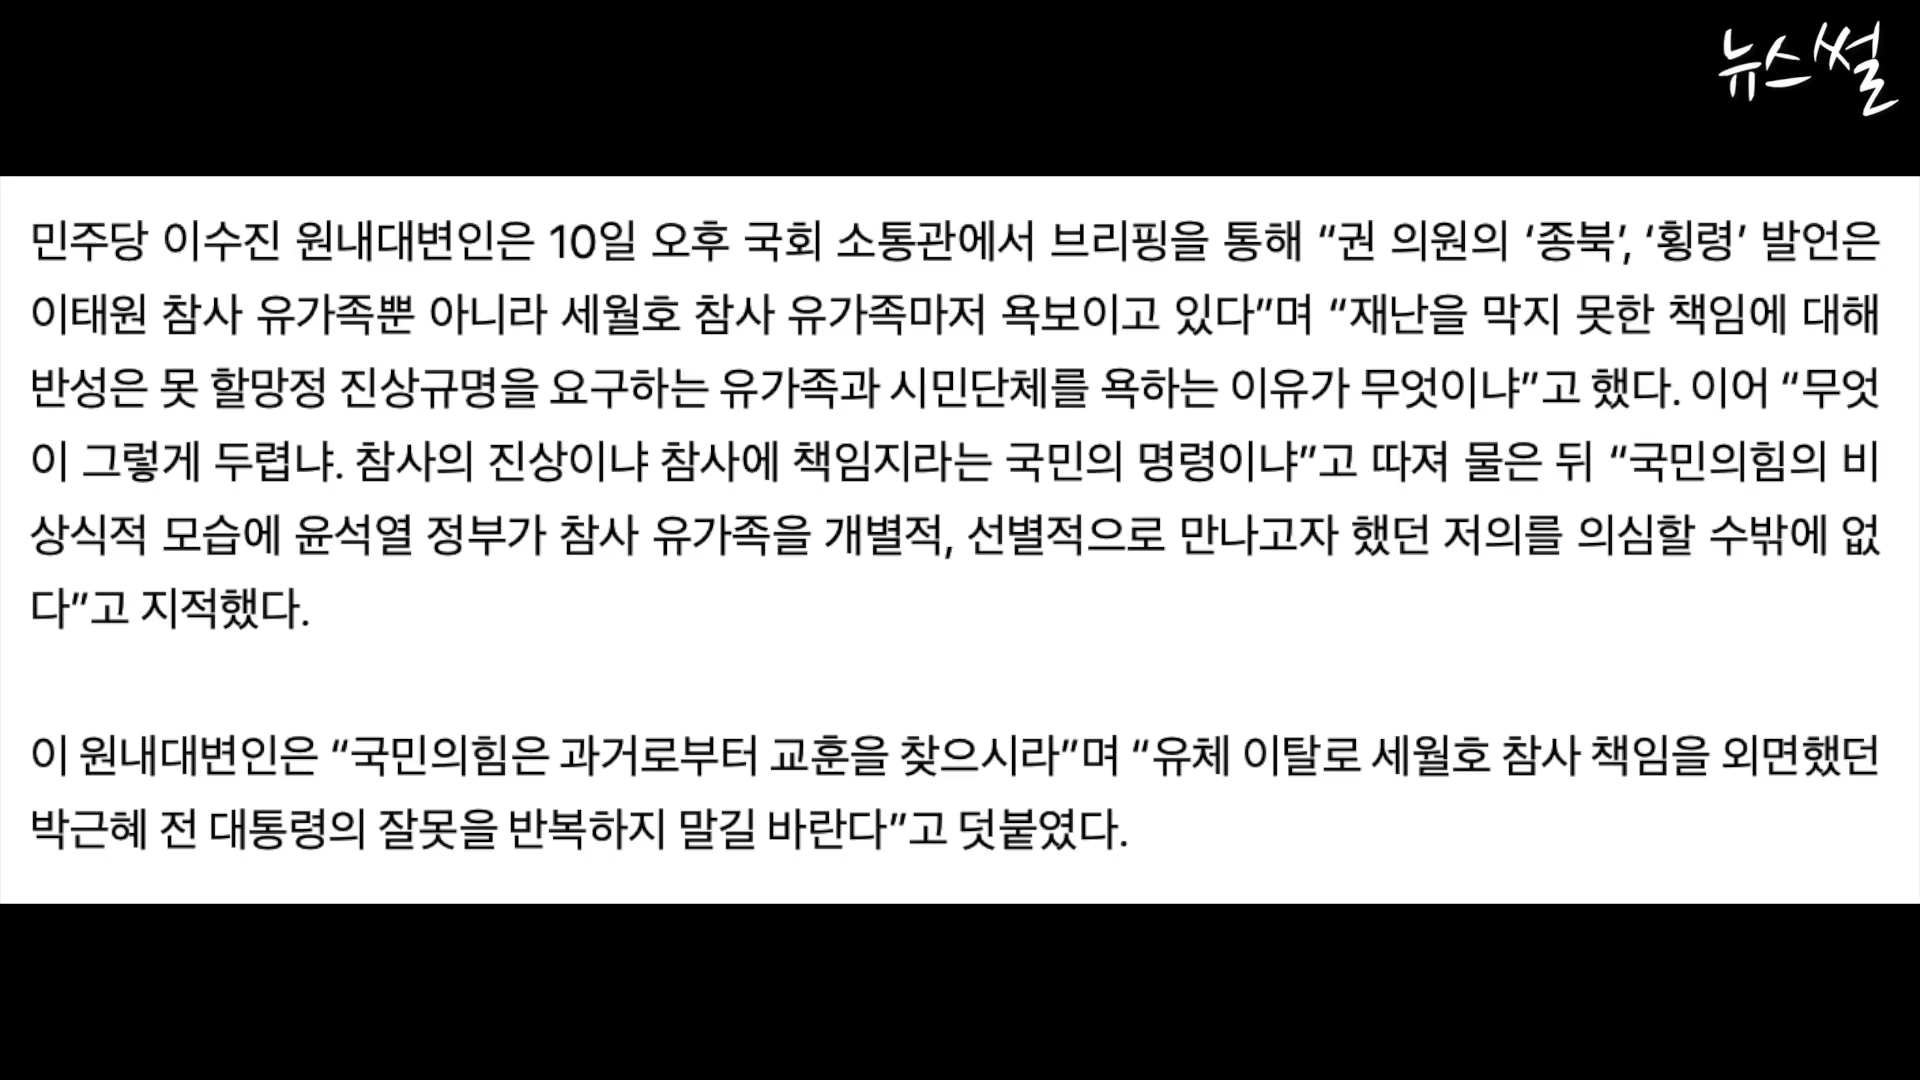 뉴스썰
민주당 이수진 원내대변인은 10일 오후 국회 소통관에서 브리핑을 통해 “권 의원의 ‘종북’, ‘횡령’ 발언은
이태원 참사 유가족뿐 아니라 세월호 참사 유가족마저 욕보이고 있다”며 “재난을 막지 못한 책임에 대해
반성은 못 할망정 진상규명을 요구하는 유가족과 시민단체를 욕하는 이유가 무엇이냐”고 했다. 이어 “무엇
이 그렇게 두렵냐. 참사의 진상이냐 참사에 책임지라는 국민의 명령이냐”고 따져 물은 뒤 “국민의힘의 비
상식적 모습에 윤석열 정부가 참사 유가족을 개별적, 선별적으로 만나고자 했던 저의를 의심할 수밖에 없
다”고 지적했다.
이 원내대변인은 “국민의힘은 과거로부터 교훈을 찾으시라”며 “유체 이탈로 세월호 참사 책임을 외면했던
박근혜 전 대통령의 잘못을 반복하지 말길 바란다”고 덧붙였다.